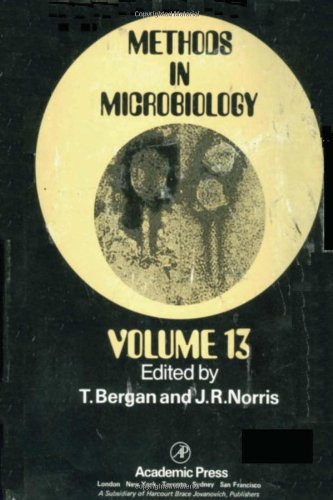 METHODS
IN
MICROBIOLOGY
VOLUME 13
Edited by
T. Bergan and J.R.Norris
AP
Academic Press
London New York Toronto Sydney San Francisco
A Subsidiary of Harcourt Brace Jovanovich, Publishers